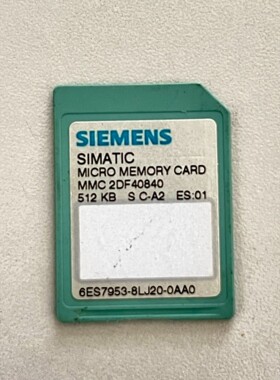 SIEMENS
SIMATIC
MICRO MEMORY CARD
MMC 2DF40840
512 KB S C-A2 ES:01
6ES7953-8LJ20-0AA0